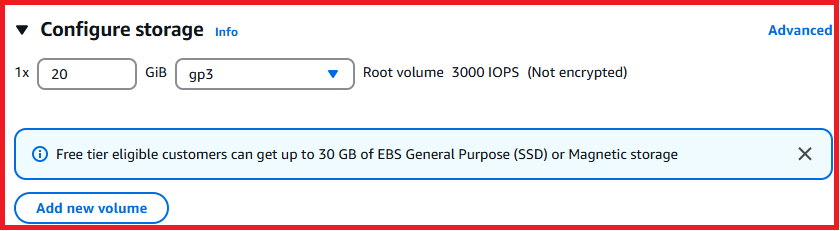 Configure storage Info Advanced
1x 20 GiB gp3 Root volume 3000 IOPS (Not encrypted)
Free tier eligible customers can get up to 30 GB of EBS General Purpose (SSD) or Magnetic storage
Add new volume